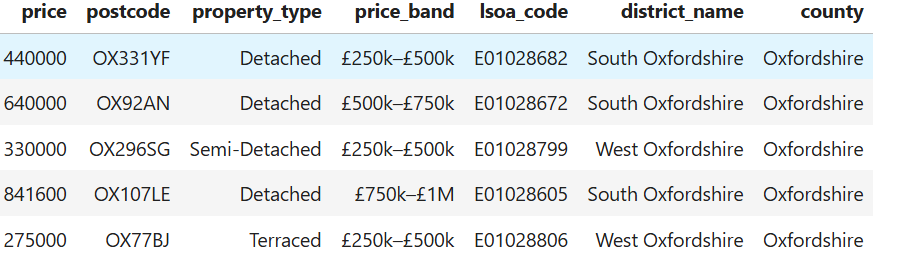 price postcode property_type price_band lsoa_code district_name county
440000 OX331YF Detached £250k–£500k E01028682 South Oxfordshire Oxfordshire
640000 OX92AN Detached £500k–£750k E01028672 South Oxfordshire Oxfordshire
330000 OX296SG Semi-Detached £250k–£500k E01028799 West Oxfordshire Oxfordshire
841600 OX107LE Detached £750k–£1M E01028605 South Oxfordshire Oxfordshire
275000 OX77BJ Terraced £250k–£500k E01028806 West Oxfordshire Oxfordshire